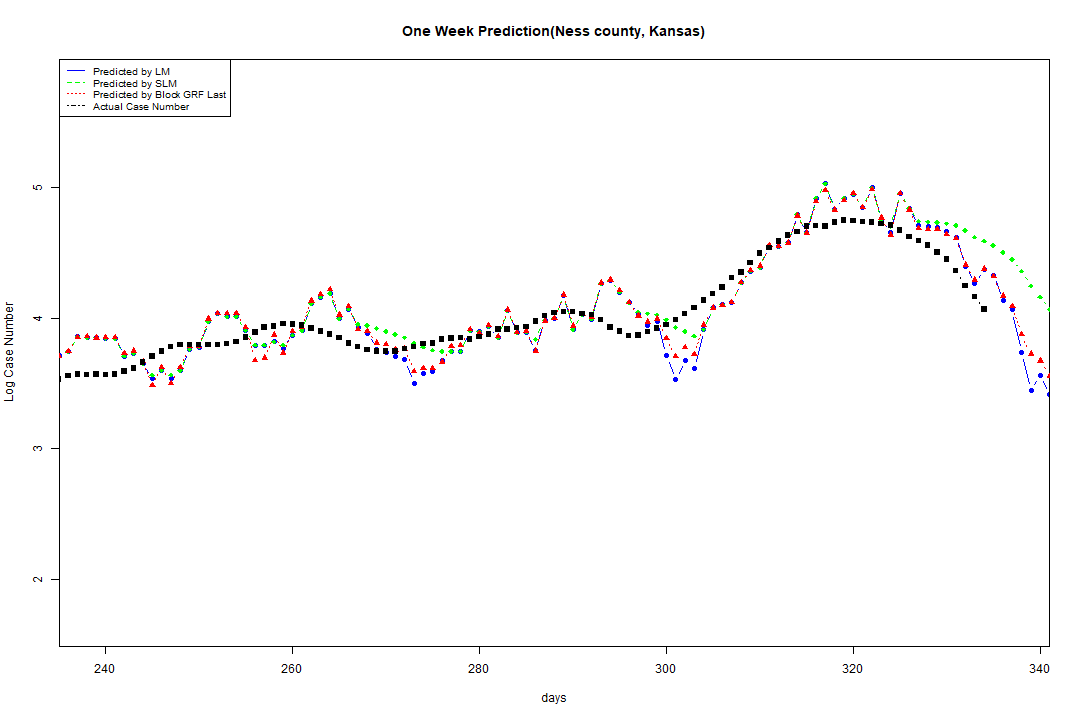 One Week Prediction(Ness county, Kansas)
Predicted by LM
Predicted by SLM
Predicted by Block GRF Last
Actual Case Number
Log Case Number
5
4
3
2
240 260 280 300 320 340
days